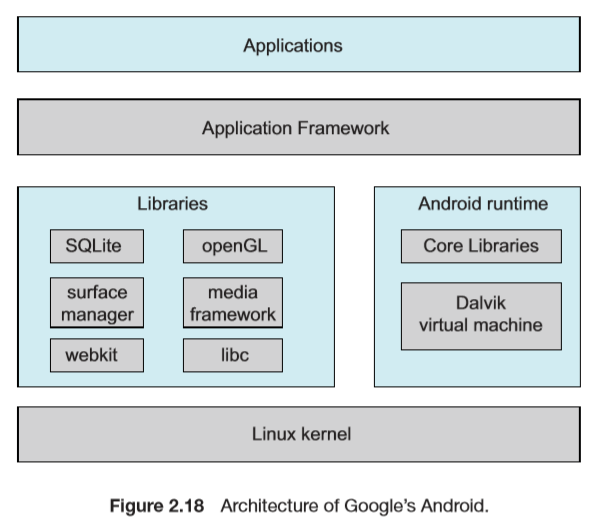 Applications
Application Framework
Libraries
SQLite
openGL
surface
manager
media
framework
webkit
libc
Android runtime
Core Libraries
Dalvik
virtual machine
Linux kernel
Figure 2.18 Architecture of Google's Android.